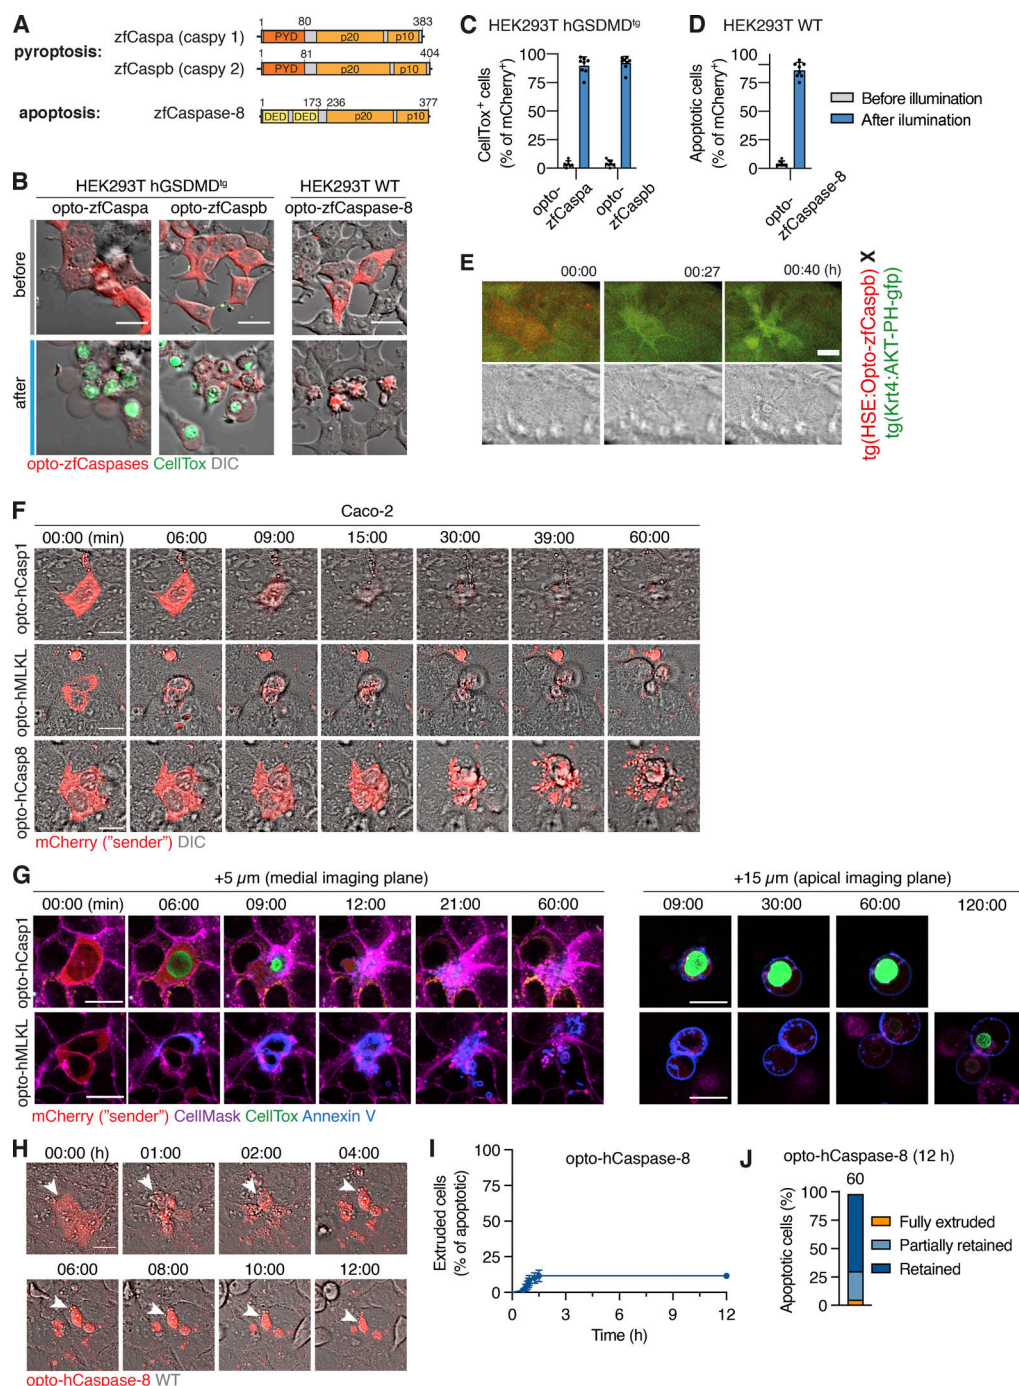 A
pyroptosis:
zfCaspa (caspy 1)
1 80 383
PYD p20 p10
zfCaspb (caspy 2)
1 81 404
PYD p20 p10
apoptosis:
zfCaspase-8
1 173 236 377
DED DED p20 p10
B
HEK293T hGSDMDtg HEK293T WT
opto-zfCaspa opto-zfCaspb opto-zfCaspase-8
before
after
opto-zfCaspases CellTox DIC
C HEK293T hGSDMDtg
CellTox+ cells
(% of mCherry+)
100
75
50
25
0
opto-
zfCaspa
opto-
zfCaspb
D HEK293T WT
Apoptotic cells
(% of mCherry+)
100
75
50
25
0
opto-
zfCaspase-8
Before illumination
After ilumination
E
00:00 00:27 00:40 (h)
tg(HSE:Opto-zfCaspb) X
tg(Krt4:AKT-PH-gfp)
F
Caco-2
00:00 (min) 06:00 09:00 15:00 30:00 39:00 60:00
opto-hCasp1
opto-hMLKL
opto-hCasp8
mCherry ("sender") DIC
G
+5 µm (medial imaging plane) +15 µm (apical imaging plane)
00:00 (min) 06:00 09:00 12:00 21:00 60:00 09:00 30:00 60:00 120:00
opto-hCasp1
opto-hMLKL
mCherry ("sender") CellMask CellTox Annexin V
H
00:00 (h) 01:00 02:00 04:00
06:00 08:00 10:00 12:00
opto-hCaspase-8 WT
I
opto-hCaspase-8
Extruded cells
(% of apoptotic)
100
75
50
25
0
0 3 6 9 12
Time (h)
J
opto-hCaspase-8 (12 h)
60
Apoptotic cells (%)
100
75
50
25
0
Fully extruded
Partially retained
Retained